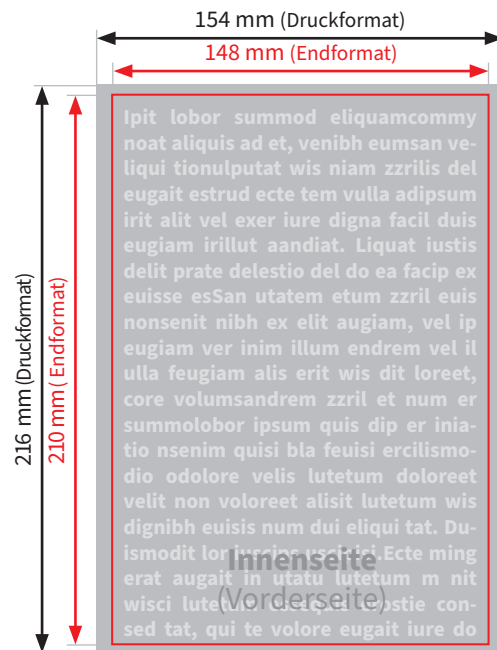 154 mm (Druckformat)
148 mm (Endformat)
216 mm (Druckformat)
210 mm ( Endformat)
Ipit lobor summod eliquamcommy
noat aliquis ad et, venibh eumsan ve-
liqui tionulputat wis niam zzrilis del
eugait estrud ecte tem vulla adipsum
irit alit vel exer iure digna facil duis
eugiam irillut aandiat. Liquat iustis
delit prate delestio del do ea facip ex
euisse esSan utatem etum zzril euis
nonsenit nibh ex elit augiam, vel ip
eugiam ver inim illum endrem vel il
ulla feugiam alis erit wis dit loreet,
core volumsandrem zzril et num er
summolobor ipsum quis dip er inia-
tio nsenim quisi bla feuisi ercilismo-
dio odolore velis lutetum doloreet
velit non voloreet alisit lutetum wis
dignibh euisis num dui eliqui tat. Du-
ismodit Ecte ming
erat augait in utatu lutetum m nit
wisci con-
sed tat, qui te volore eugait iure do
Innenseite
(Vorderseite)